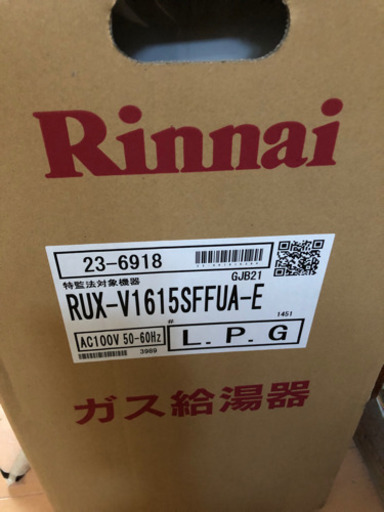 Rinnai
23-6918
GJB21
特監法対象機器
RUX-V1615SFFUA-E
1451
AC100V 50-60Hz
L.P.G
3969
ガス給湯器